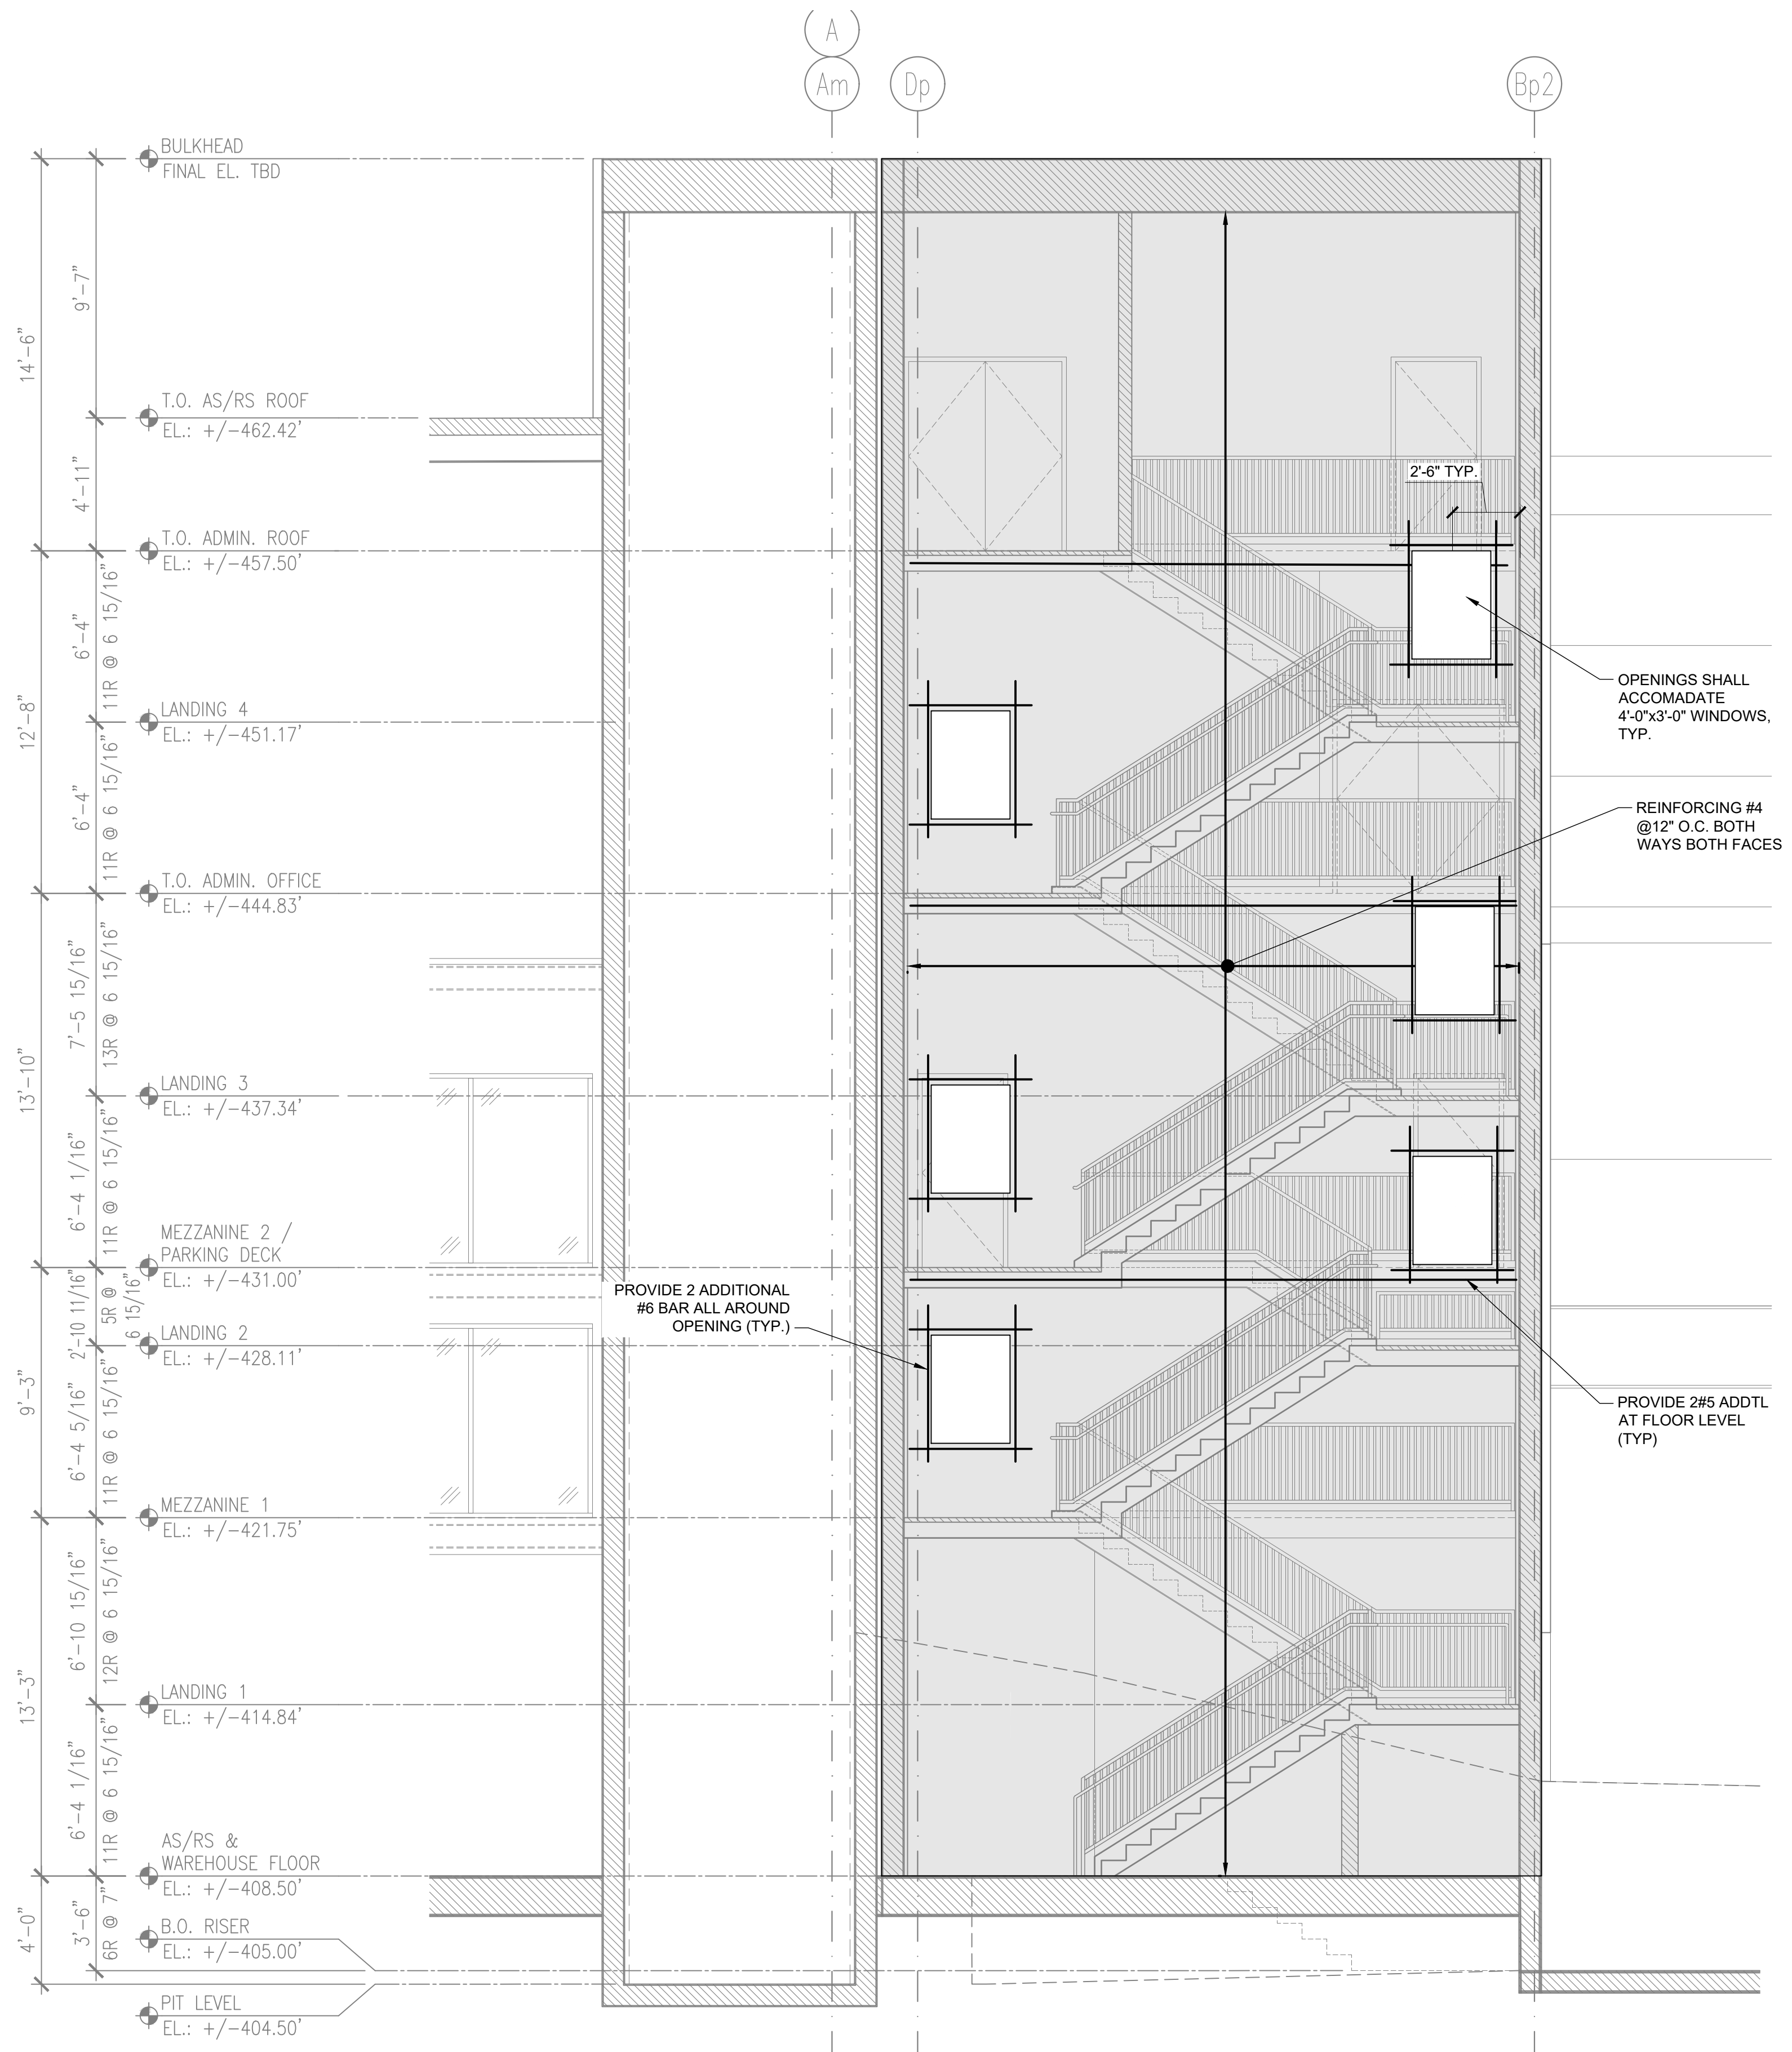 A
Am
Dp
Bp2
BULKHEAD
FINAL EL. TBD
9'-7"
14'-6"
T.O. AS/RS ROOF
EL.: +/-462.42'
4'-11"
2'-6" TYP.
T.O. ADMIN. ROOF
EL.: +/-457.50'
6'-4"
11R @ 6 15/16"
OPENINGS SHALL
ACCOMADATE
4'-0"x3'-0" WINDOWS,
TYP.
12'-8"
LANDING 4
EL.: +/-451.17'
6'-4"
11R @ 6 15/16"
REINFORCING #4
@12" O.C. BOTH
WAYS BOTH FACES
T.O. ADMIN. OFFICE
EL.: +/-444.83'
7'-5 15/16"
13R @ 6 15/16"
13'-10"
LANDING 3
EL.: +/-437.34'
6'-4 1/16"
11R @ 6 15/16"
MEZZANINE 2 /
PARKING DECK
EL.: +/-431.00'
2'-10 11/16"
5R @
6 15/16"
PROVIDE 2 ADDITIONAL
#6 BAR ALL AROUND
OPENING (TYP.)
LANDING 2
EL.: +/-428.11'
9'-3"
6'-4 5/16"
11R @ 6 15/16"
PROVIDE 2#5 ADDTL
AT FLOOR LEVEL
(TYP)
MEZZANINE 1
EL.: +/-421.75'
6'-10 15/16"
12R @ 6 15/16"
13'-3"
LANDING 1
EL.: +/-414.84'
6'-4 1/16"
11R @ 6 15/16"
AS/RS &
WAREHOUSE FLOOR
EL.: +/-408.50'
4'-0"
3'-6"
6R @ 7"
B.O. RISER
EL.: +/-405.00'
PIT LEVEL
EL.: +/-404.50'